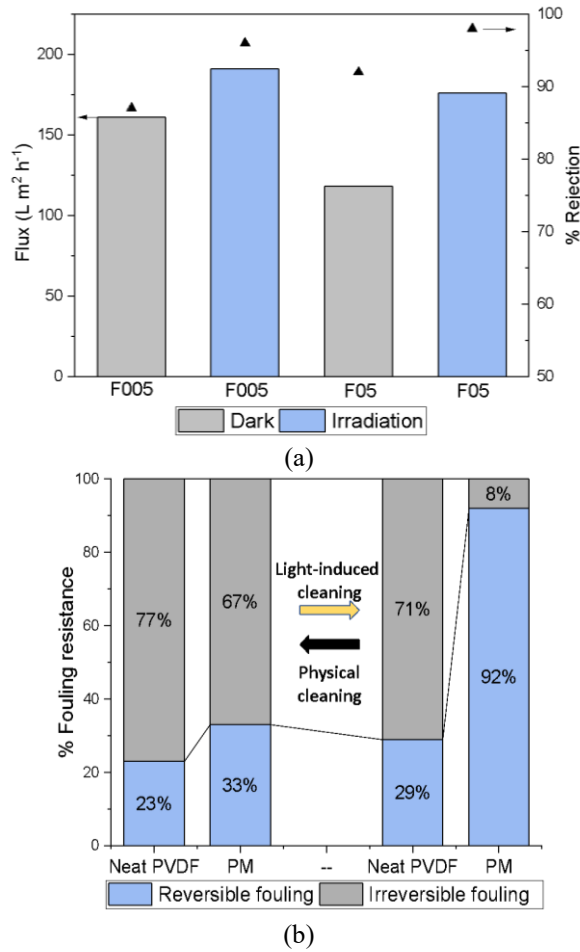 200
150
100
50
0
Flux (L m² h⁻¹)
100
90
80
70
60
50
% Rejection
F005 F005 F05 F05
Dark Irradiation
(a)
100
80
60
40
20
0
% Fouling resistance
77% 67% 71% 8%
23% 33% 29% 92%
Light-induced
cleaning
Physical
cleaning
Neat PVDF PM -- Neat PVDF PM
Reversible fouling Irreversible fouling
(b)